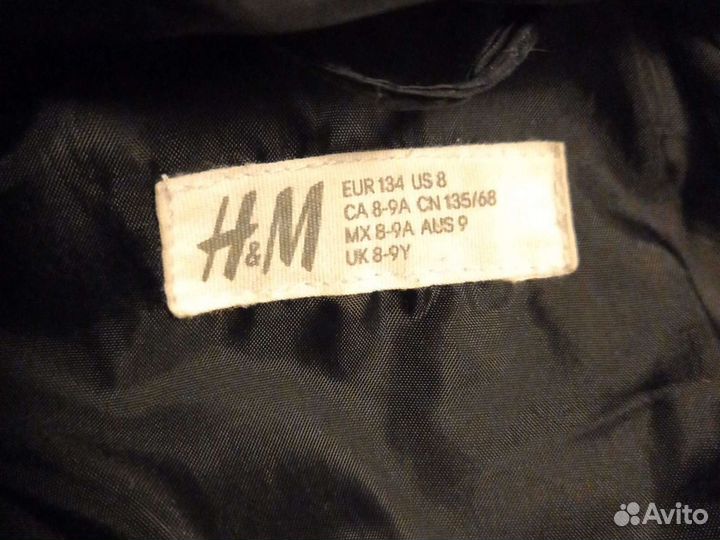 H&M
EUR 134 US 8
CA 8-9A CN 135/68
MX 8-9A AUS 9
UK 8-9Y
Avito